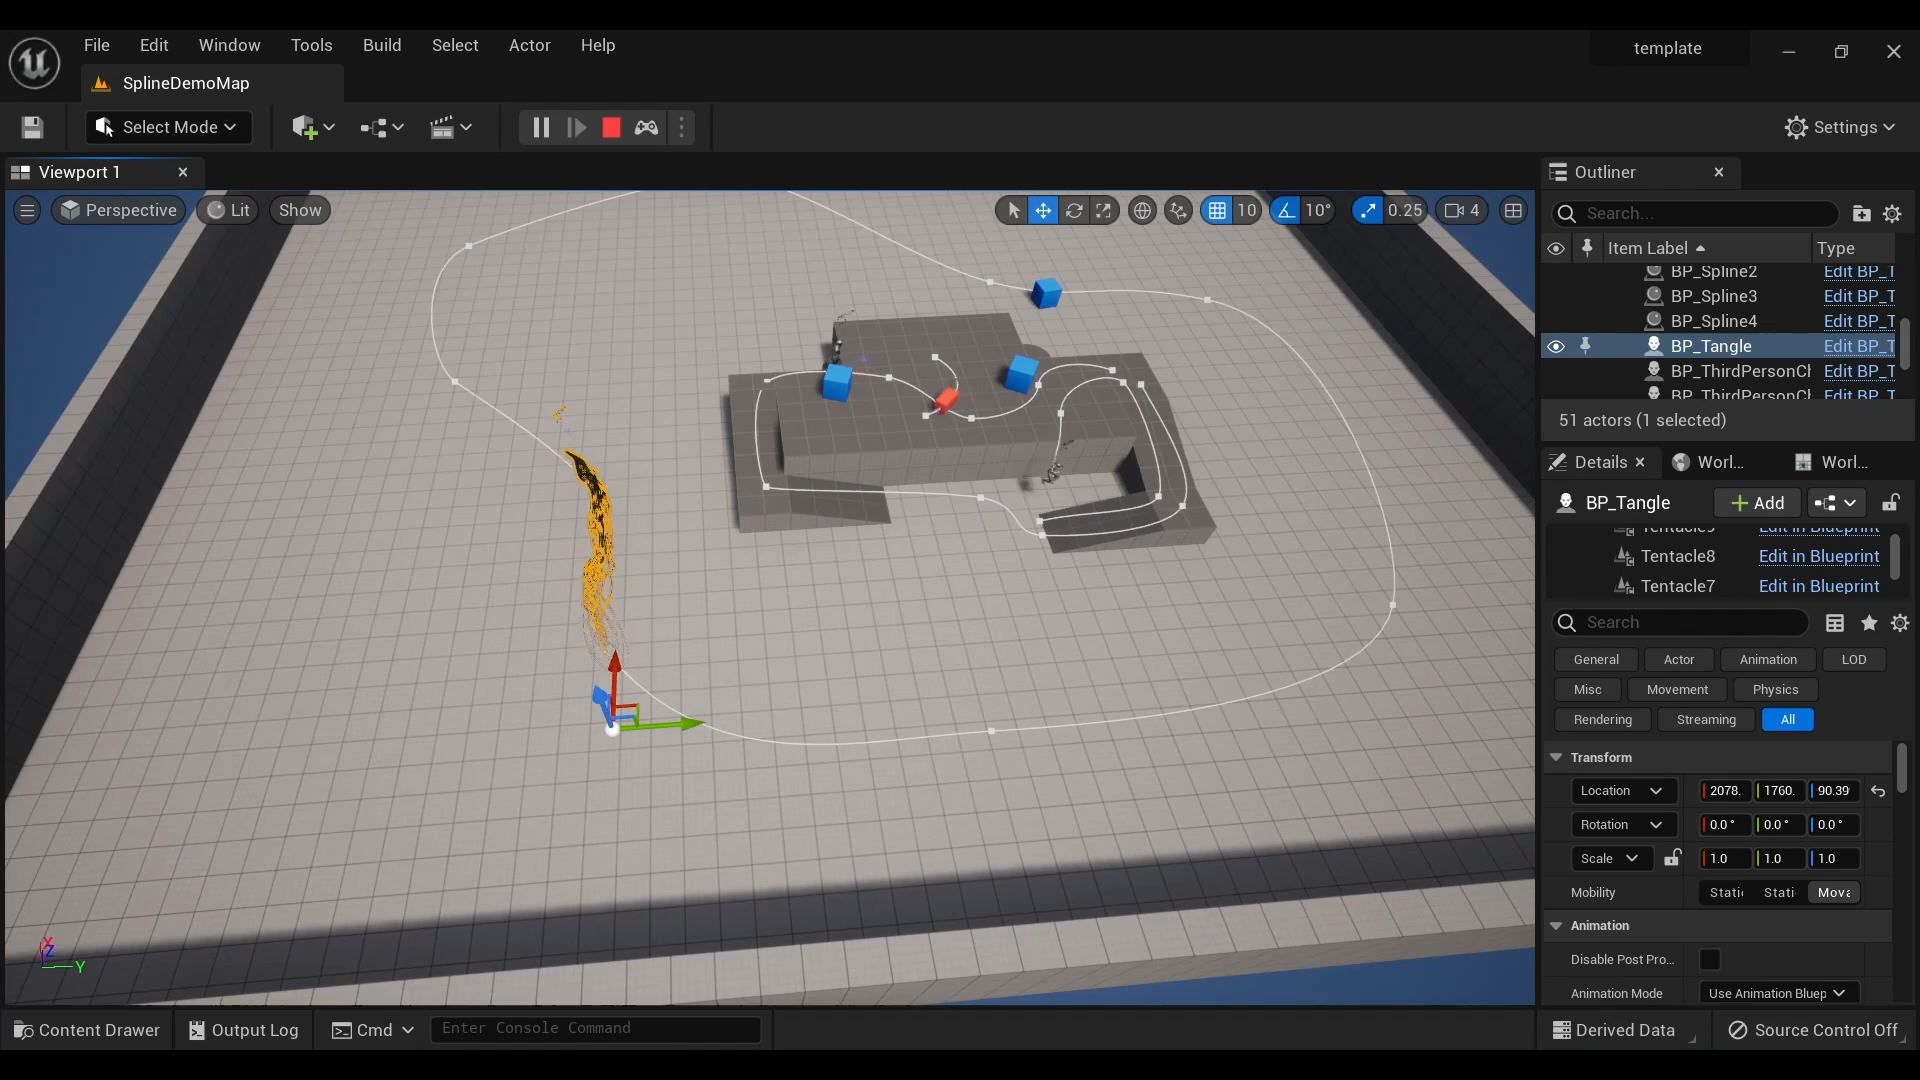 File Edit Window Tools Build Select Actor Help
template
SplineDemoMap
Select Mode
Settings
Viewport 1
Outliner
Perspective Lit Show
10 10° 0.25 4
Search...
Item Label Type
BP_Spline2 Edit BP_T
BP_Spline3 Edit BP_T
BP_Spline4 Edit BP_T
BP_Tangle Edit BP_T
BP_ThirdPersonCh Edit BP_T
BP_ThirdPersonCh Edit BP_T
51 actors (1 selected)
Details Worl... Worl...
BP_Tangle Add
Edit in Blueprint
Tentacle8 Edit in Blueprint
Tentacle7 Edit in Blueprint
Search
General Actor Animation LOD
Misc Movement Physics
Rendering Streaming All
Transform
Location 2078. 1760. 90.39
Rotation 0.0° 0.0° 0.0°
Scale 1.0 1.0 1.0
Mobility Stati Stati Mova
Animation
Disable Post Pro...
Animation Mode Use Animation Bluep
X
Z
Y
Content Drawer Output Log Cmd Enter Console Command
Derived Data Source Control Off